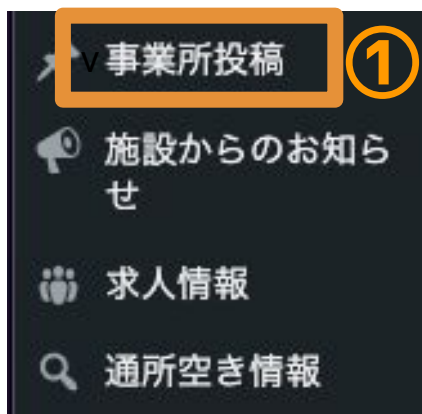 v 事業所投稿 ①
施設からのお知ら
せ
求人情報
通所空き情報